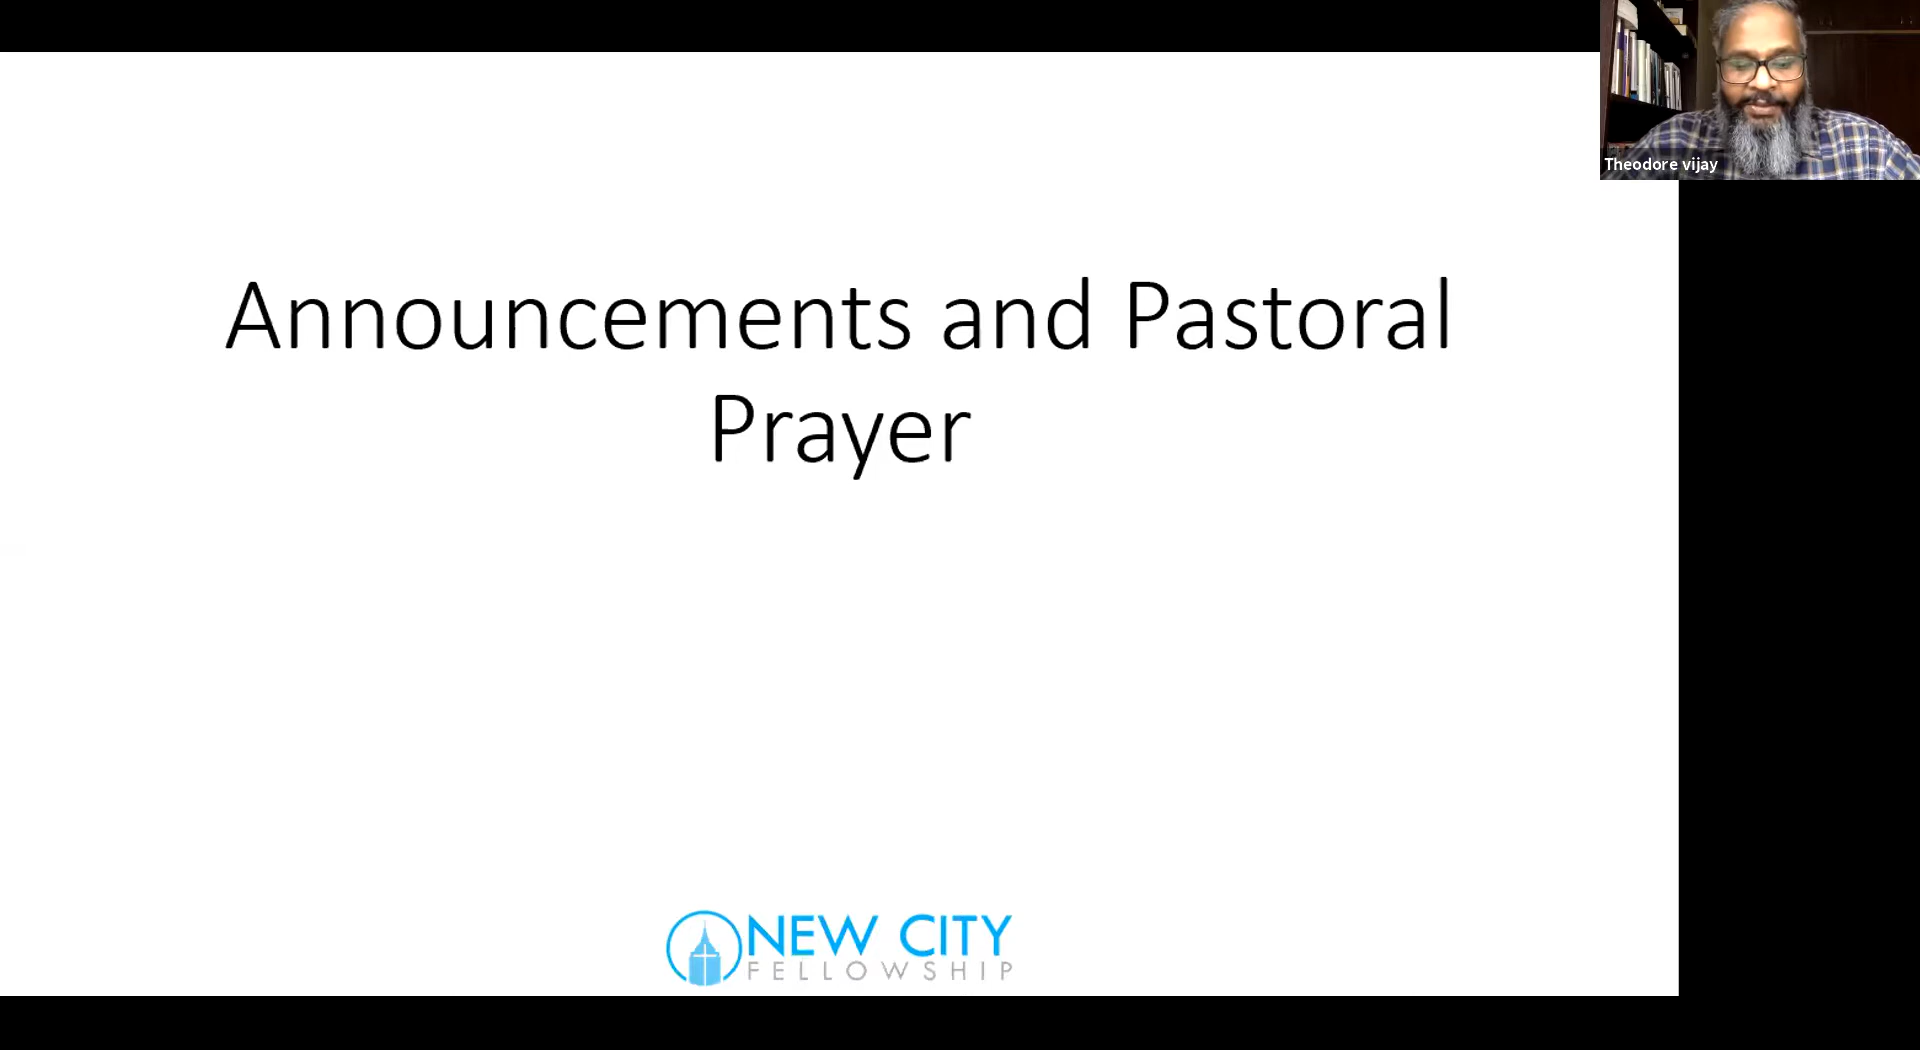 Theodore vijay
Announcements and Pastoral
Prayer
NEW CITY
FELLOWSHIP